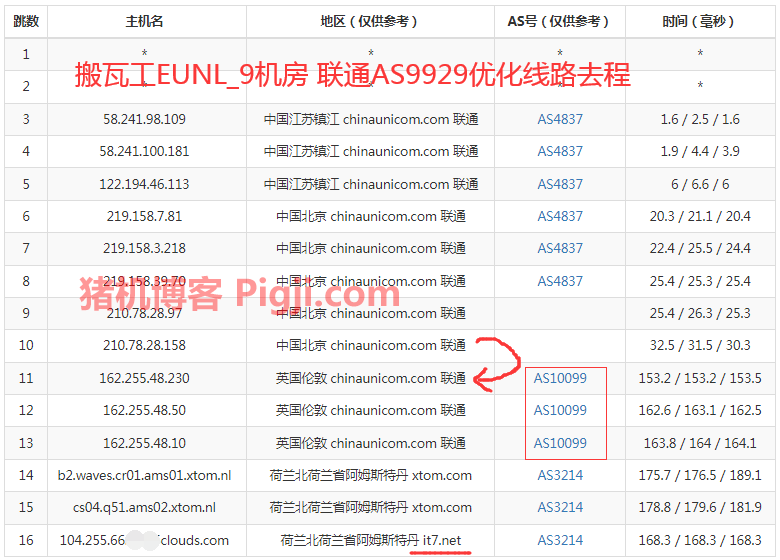 跳数 主机名 地区（仅供参考） AS号（仅供参考） 时间（毫秒）
1 * * * *
搬瓦工EUNL_9机房 联通AS9929优化线路去程
2 * * * *
3 58.241.98.109 中国江苏镇江 chinaunicom.com 联通 AS4837 1.6 / 2.5 / 1.6
4 58.241.100.181 中国江苏镇江 chinaunicom.com 联通 AS4837 1.9 / 4.4 / 3.9
5 122.194.46.113 中国江苏镇江 chinaunicom.com 联通 AS4837 6 / 6.6 / 6
6 219.158.7.81 中国北京 chinaunicom.com 联通 AS4837 20.3 / 21.1 / 20.4
7 219.158.3.218 中国北京 chinaunicom.com 联通 AS4837 22.4 / 25.5 / 24.4
8 219.158.39.70 中国北京 chinaunicom.com 联通 AS4837 25.4 / 25.3 / 25.4
猪机博客 Pigji.com
9 210.78.28.97 中国北京 chinaunicom.com 联通 25.4 / 26.3 / 25.3
10 210.78.28.158 中国北京 chinaunicom.com 联通 32.5 / 31.5 / 30.3
11 162.255.48.230 英国伦敦 chinaunicom.com 联通 AS10099 153.2 / 153.2 / 153.5
12 162.255.48.50 英国伦敦 chinaunicom.com 联通 AS10099 162.6 / 163.1 / 162.5
13 162.255.48.10 英国伦敦 chinaunicom.com 联通 AS10099 163.8 / 164 / 164.1
14 b2.waves.cr01.ams01.xtom.nl 荷兰北荷兰省阿姆斯特丹 xtom.com AS3214 175.7 / 176.5 / 189.1
15 cs04.q51.ams02.xtom.nl 荷兰北荷兰省阿姆斯特丹 xtom.com AS3214 178.8 / 179.6 / 181.9
16 104.255.66 clouds.com 荷兰北荷兰省阿姆斯特丹 it7.net AS3214 168.3 / 168.3 / 168.3